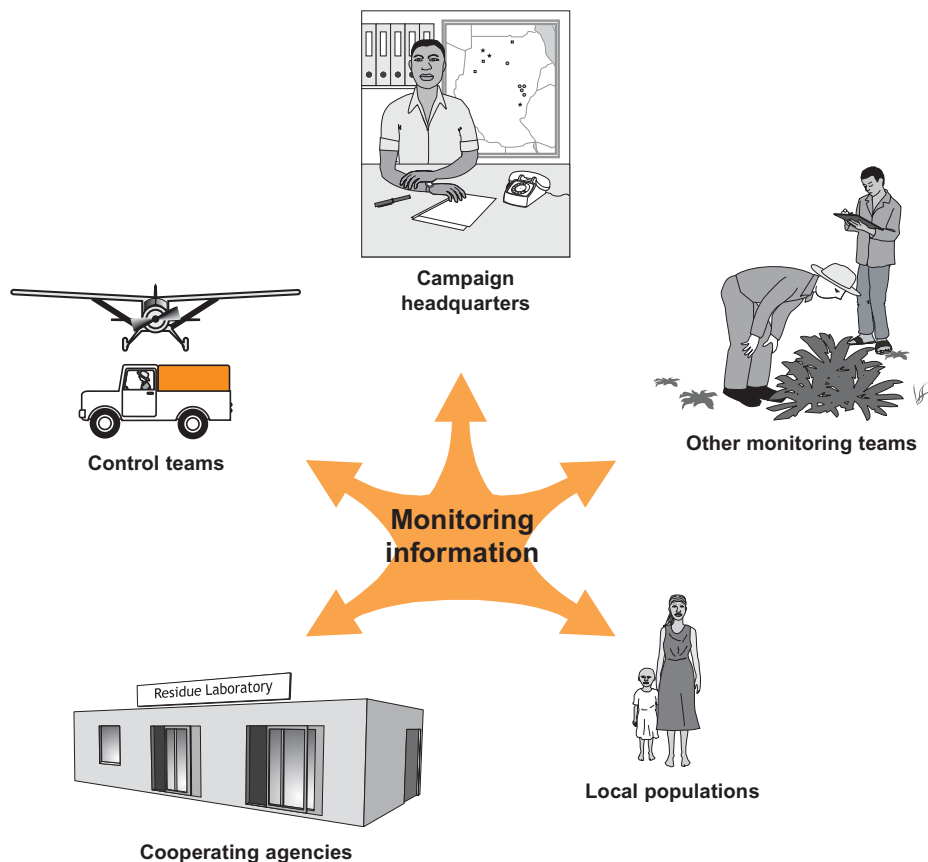 Campaign
headquarters
Control teams
Other monitoring teams
Monitoring
information
Residue Laboratory
Local populations
Cooperating agencies